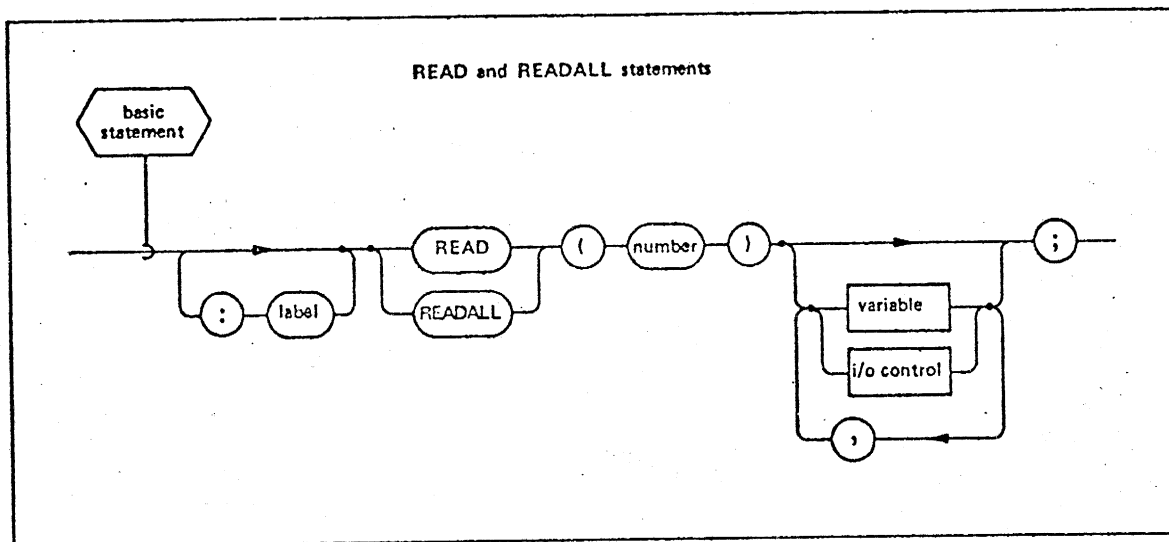 READ and READALL statements
basic
statement
READ
( number )
;
: label
READALL
variable
i/o control
,